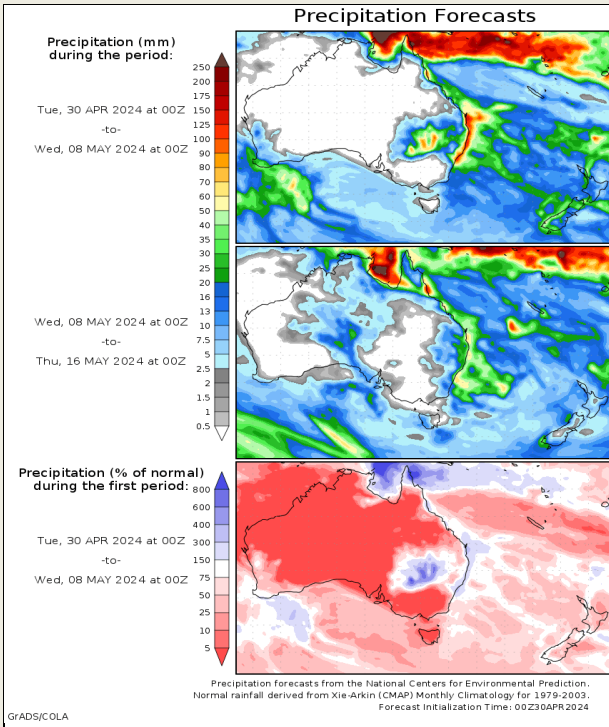 Precipitation Forecasts
Precipitation (mm)
during the period:
Tue, 30 APR 2024 at 00Z
-to-
Wed, 08 MAY 2024 at 00Z
250
200
175
150
125
100
90
80
70
60
50
40
35
30
25
20
16
13
10
7.5
5
2.5
2
1.5
1
0.5
Wed, 08 MAY 2024 at 00Z
-to-
Thu, 16 MAY 2024 at 00Z
Precipitation (% of normal)
during the first period:
Tue, 30 APR 2024 at 00Z
-to-
Wed, 08 MAY 2024 at 00Z
800
600
400
300
150
75
50
25
10
5
Precipitation forecasts from the National Centers for Environmental Prediction.
Normal rainfall derived from Xie-Arkin (CMAP) Monthly Climatology for 1979-2003.
Forecast Initialization Time: 00Z30APR2024
GrADS/COLA